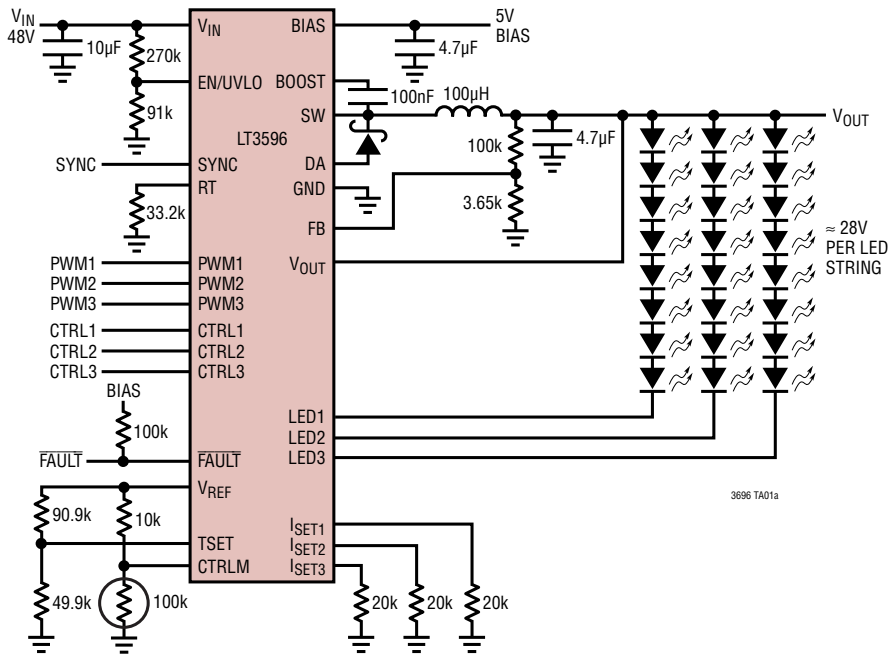 VIN
48V
10µF
270k
91k
VIN
EN/UVLO
BIAS
5V
BIAS
4.7µF
BOOST
100nF
100µH
SW
LT3596
VOUT
100k
4.7µF
SYNC
SYNC
DA
RT
GND
33.2k
3.65k
FB
≈ 28V
PER LED
STRING
PWM1
PWM1
VOUT
PWM2
PWM2
PWM3
PWM3
CTRL1
CTRL1
CTRL2
CTRL2
CTRL3
CTRL3
BIAS
100k
LED1
LED2
LED3
FAULT
FAULT
3696 TA01a
VREF
90.9k
10k
ISET1
TSET
ISET2
CTRLM
ISET3
49.9k
100k
20k
20k
20k